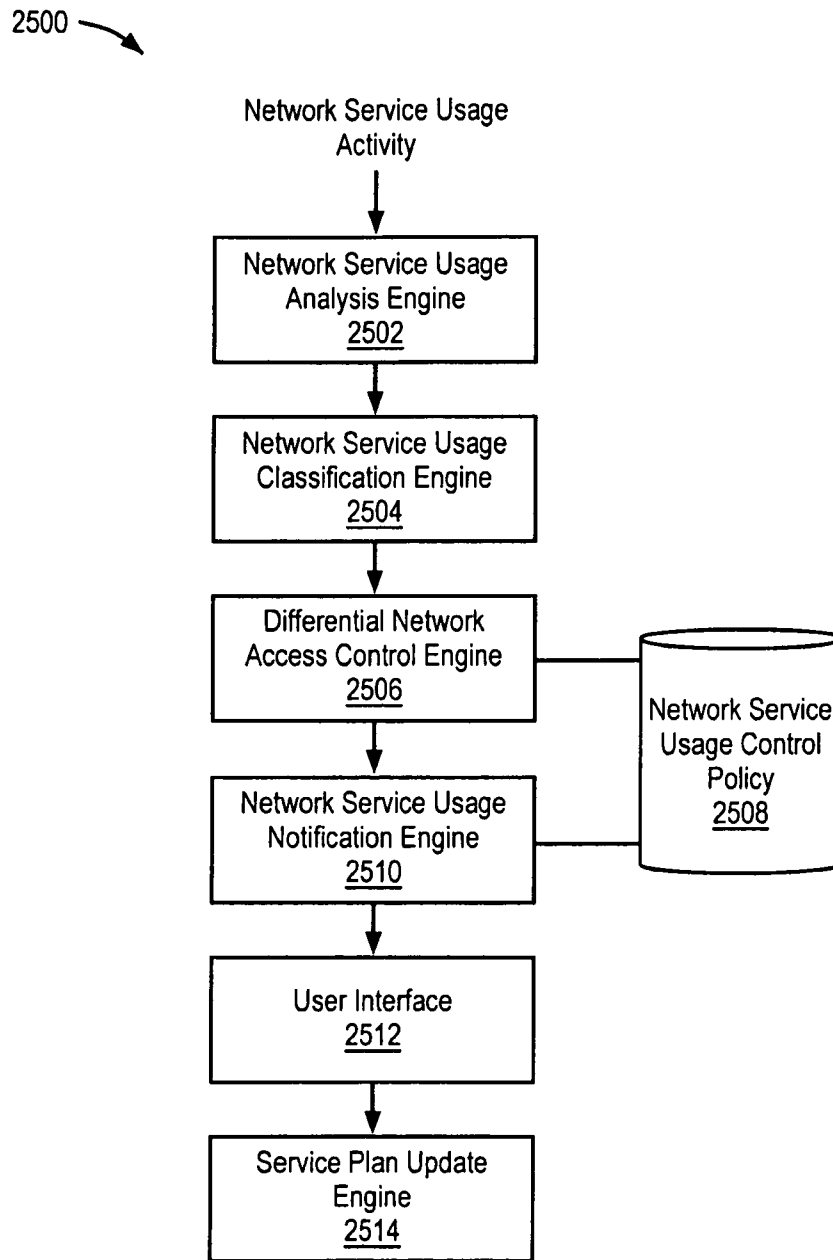 2500
Network Service Usage
Activity
Network Service Usage
Analysis Engine
2502
Network Service Usage
Classification Engine
2504
Differential Network
Access Control Engine
2506
Network Service
Usage Control
Policy
2508
Network Service Usage
Notification Engine
2510
User Interface
2512
Service Plan Update
Engine
2514